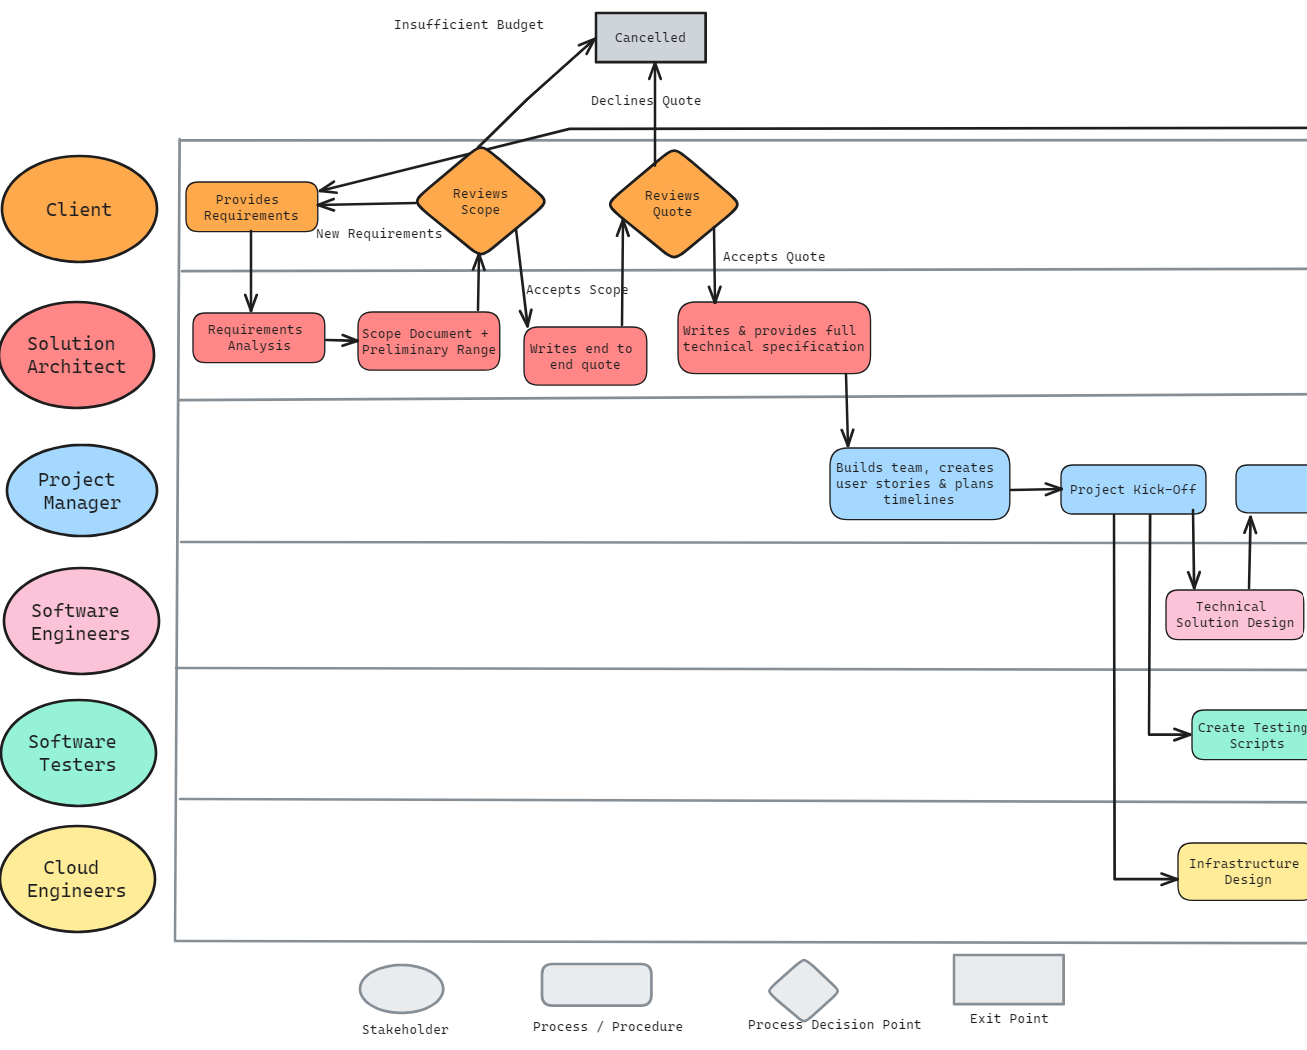 Insufficient Budget
Cancelled
Declines Quote
Client
Provides
Requirements
Reviews
Scope
Reviews
Quote
New Requirements
Accepts Quote
Accepts Scope
Solution
Architect
Requirements
Analysis
Scope Document +
Preliminary Range
Writes end to
end quote
Writes & provides full
technical specification
Project
Manager
Builds team, creates
user stories & plans
timelines
Project Kick-Off
Software
Engineers
Technical
Solution Design
Software
Testers
Create Testing
Scripts
Cloud
Engineers
Infrastructure
Design
Stakeholder
Process / Procedure
Process Decision Point
Exit Point